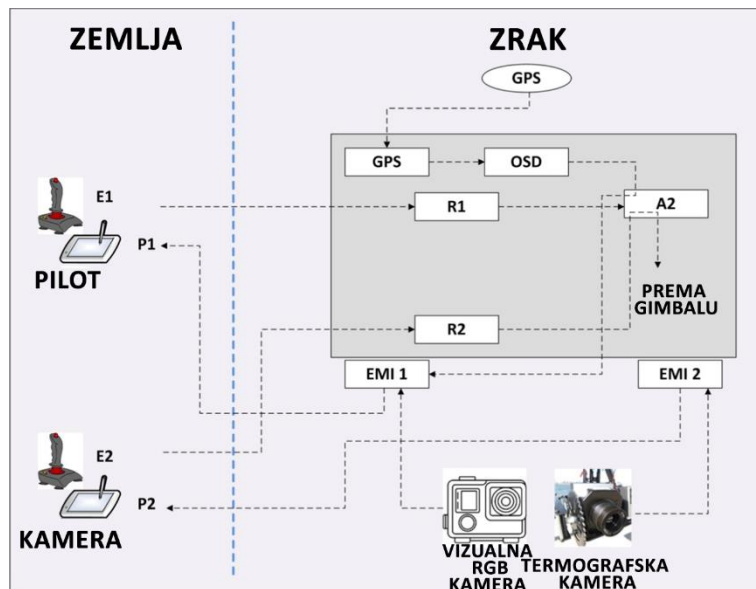 ZEMLJA
ZRAK
GPS
GPS
OSD
E1
R1
A2
P1
PILOT
PREMA
GIMBALU
R2
EMI 1
EMI 2
E2
P2
KAMERA
VIZUALNA
RGB
KAMERA
TERMOGRAFSKA
KAMERA